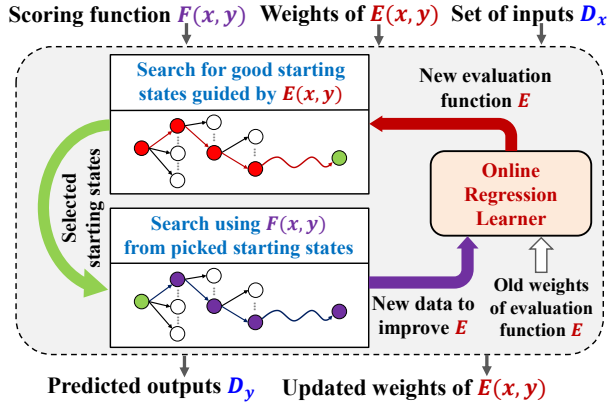 Scoring function F(x, y)
Weights of E(x, y)
Set of inputs D_x
Search for good starting
states guided by E(x, y)
New evaluation
function E
Selected
starting states
Online
Regression
Learner
Search using F(x, y)
from picked starting states
New data to
improve E
Old weights
of evaluation
function E
Predicted outputs D_y
Updated weights of E(x, y)